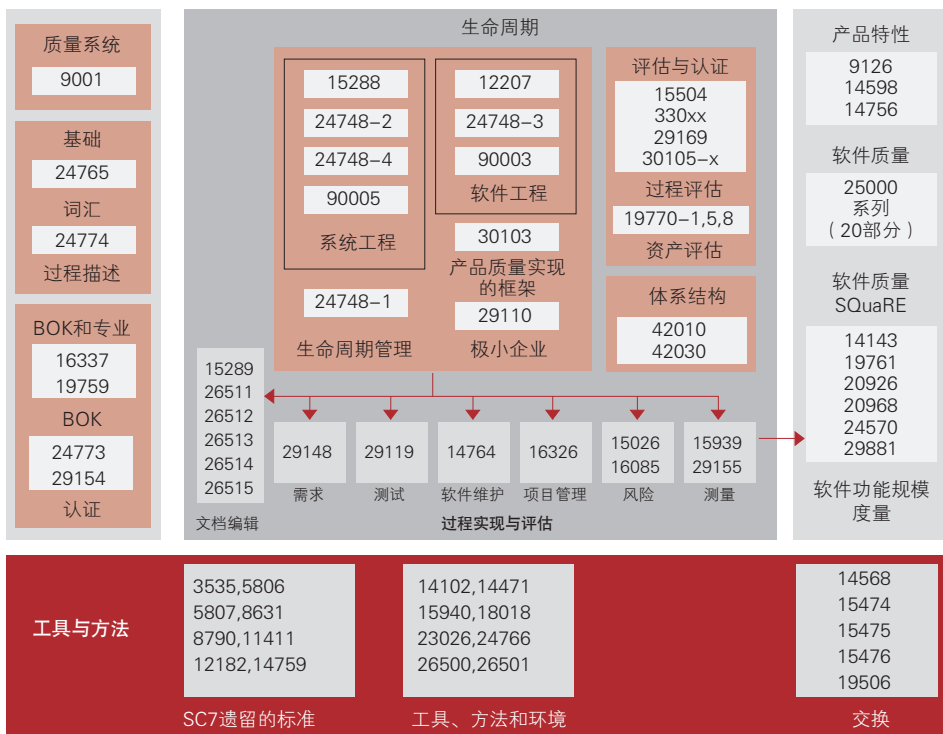 质量系统
9001
基础
24765
词汇
24774
过程描述
BOK和专业
16337
19759
BOK
24773
29154
认证
生命周期
15288
24748-2
24748-4
90005
系统工程
24748-1
生命周期管理
12207
24748-3
90003
软件工程
30103
产品质量实现
的框架
29110
极小企业
评估与认证
15504
330xx
29169
30105-x
过程评估
19770-1,5,8
资产评估
体系结构
42010
42030
15289
26511
26512
26513
26514
26515
文档编辑
29148
需求
29119
测试
14764
软件维护
16326
项目管理
15026
16085
风险
15939
29155
测量
过程实现与评估
产品特性
9126
14598
14756
软件质量
25000
系列
(20部分)
软件质量
SQuaRE
14143
19761
20926
20968
24570
29881
软件功能规模
度量
工具与方法
3535,5806
5807,8631
8790,11411
12182,14759
SC7遗留的标准
14102,14471
15940,18018
23026,24766
26500,26501
工具、方法和环境
14568
15474
15475
15476
19506
交换